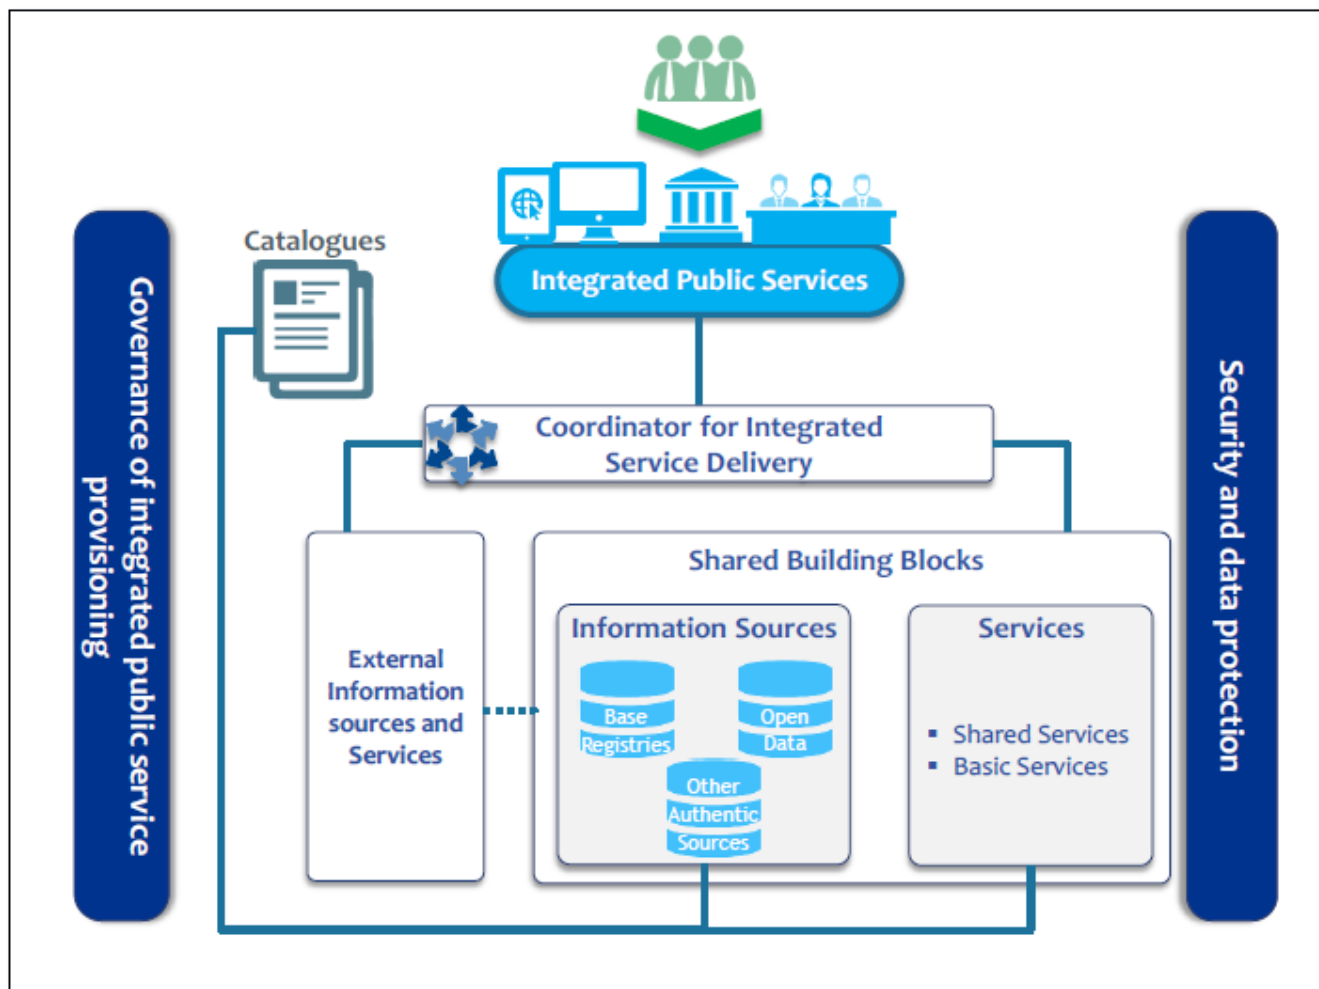 Catalogues
Integrated Public Services
Governance of integrated public service
provisioning
Coordinator for Integrated
Service Delivery
Security and data protection
External
Information
sources and
Services
Shared Building Blocks
Information Sources
Base
Registries
Open
Data
Other
Authentic
Sources
Services
▪ Shared Services
▪ Basic Services